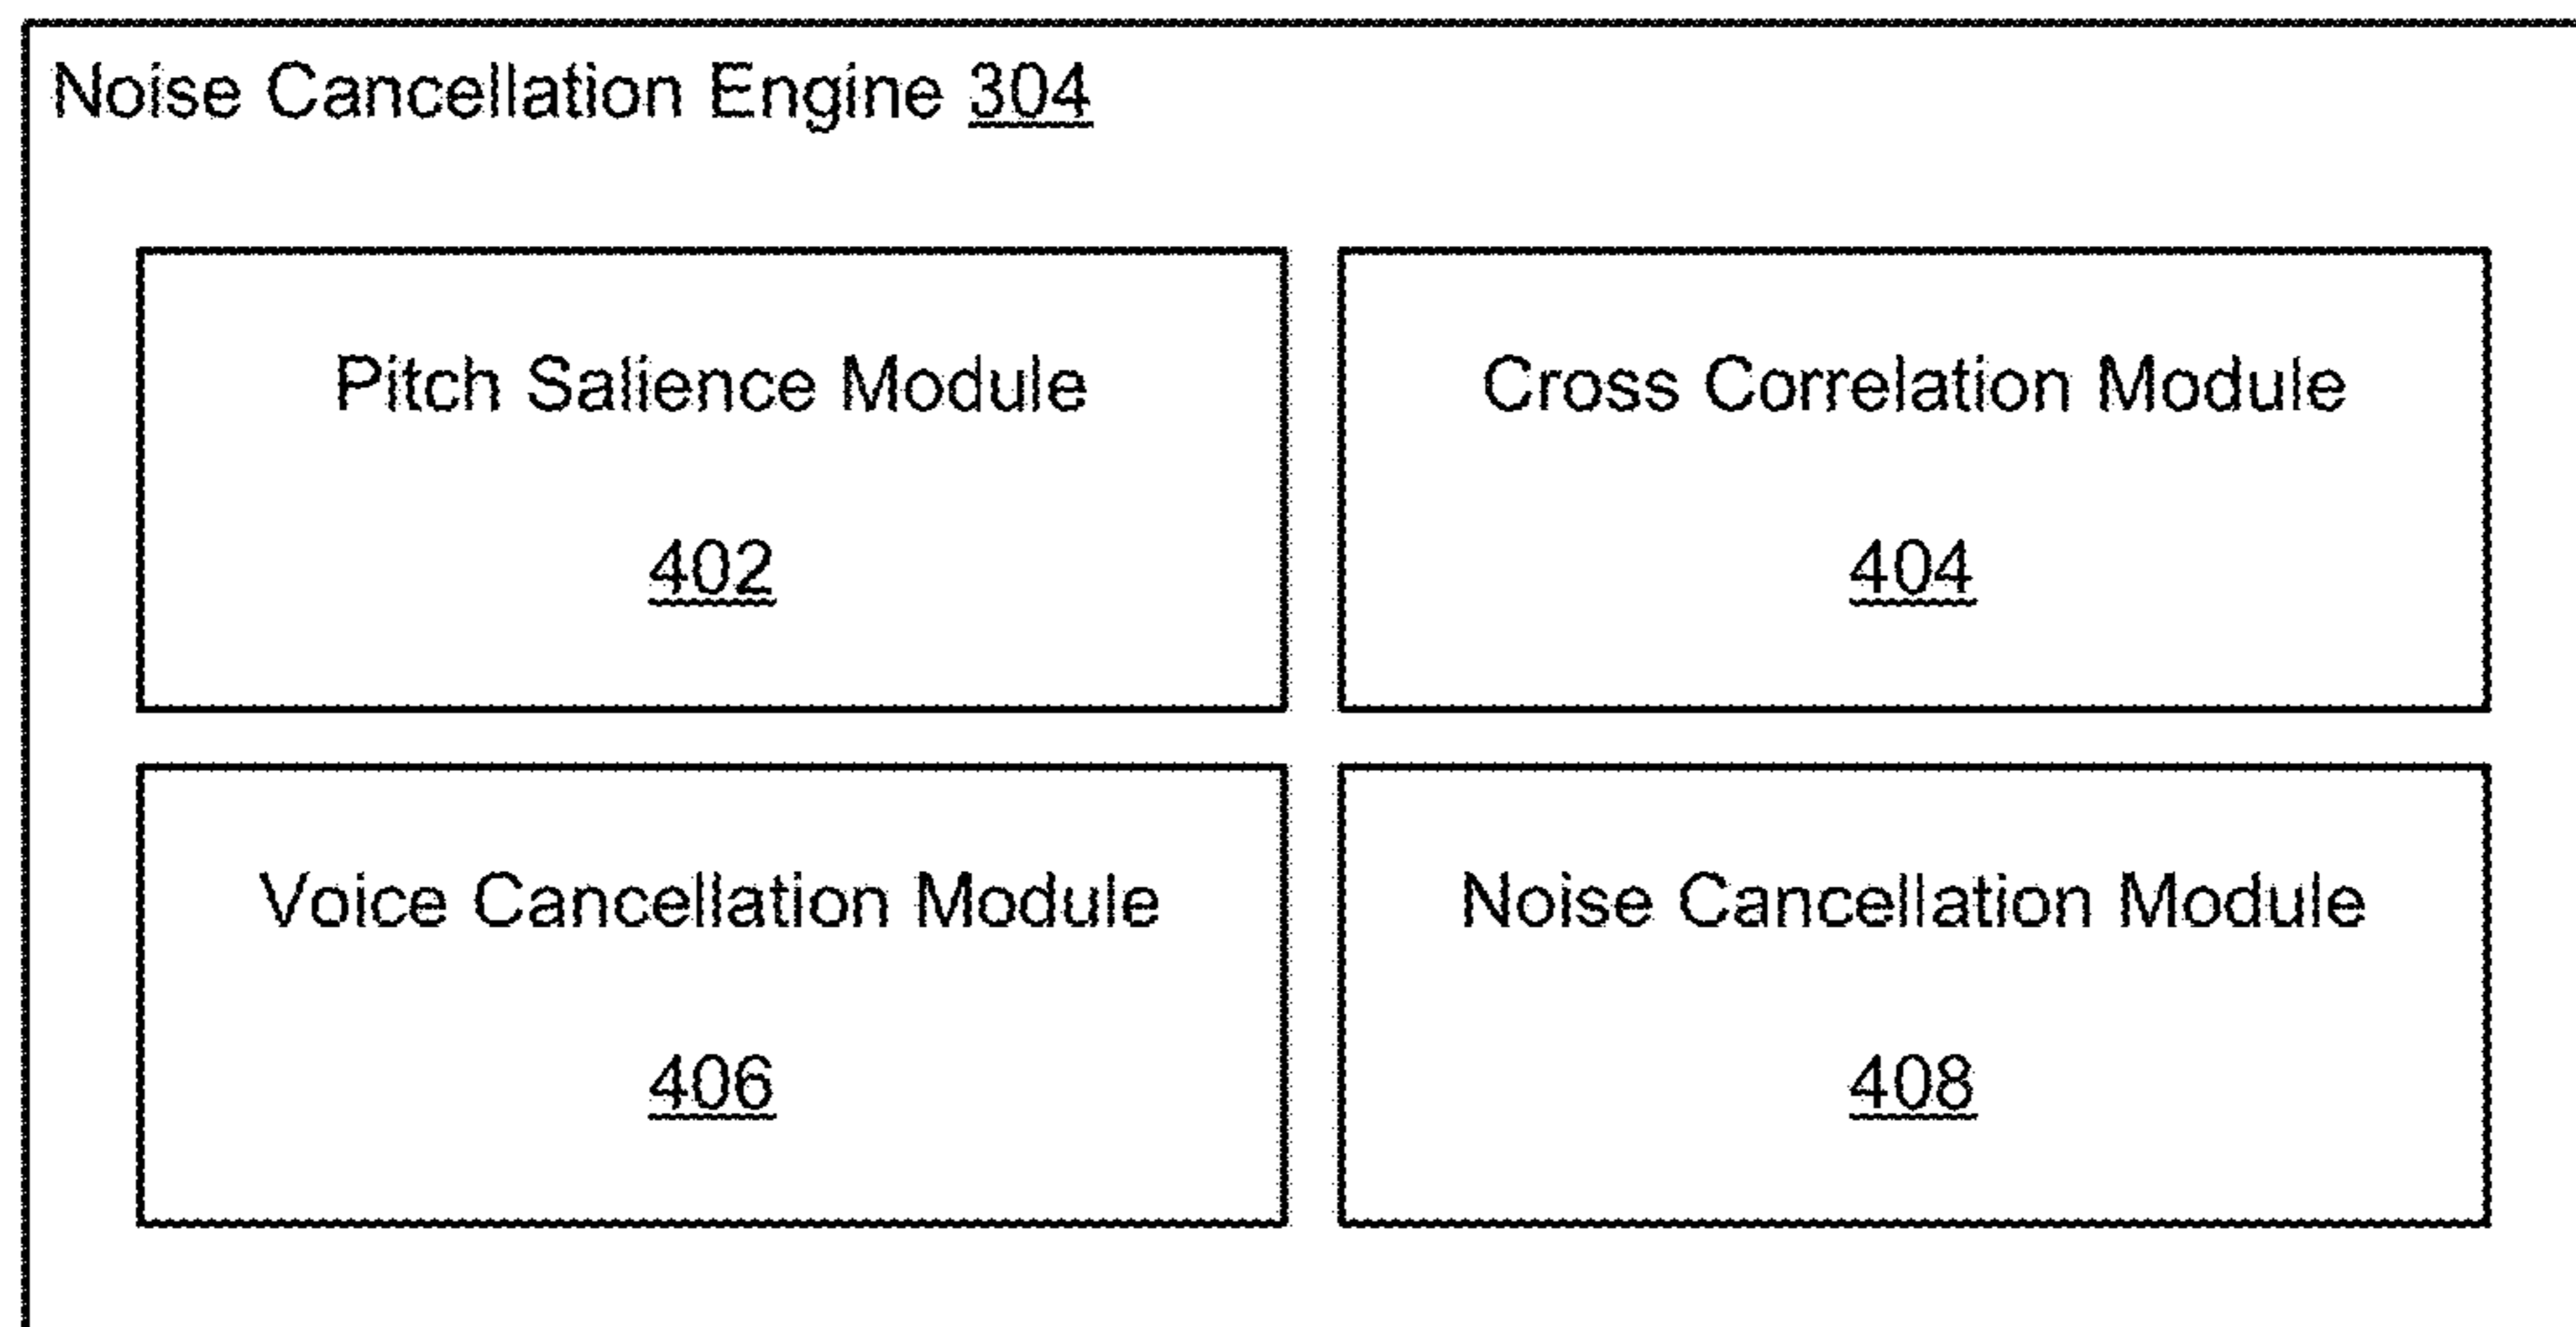 Noise Cancellation Engine 304
Pitch Salience Module
402
Cross Correlation Module
404
Voice Cancellation Module
406
Noise Cancellation Module
408